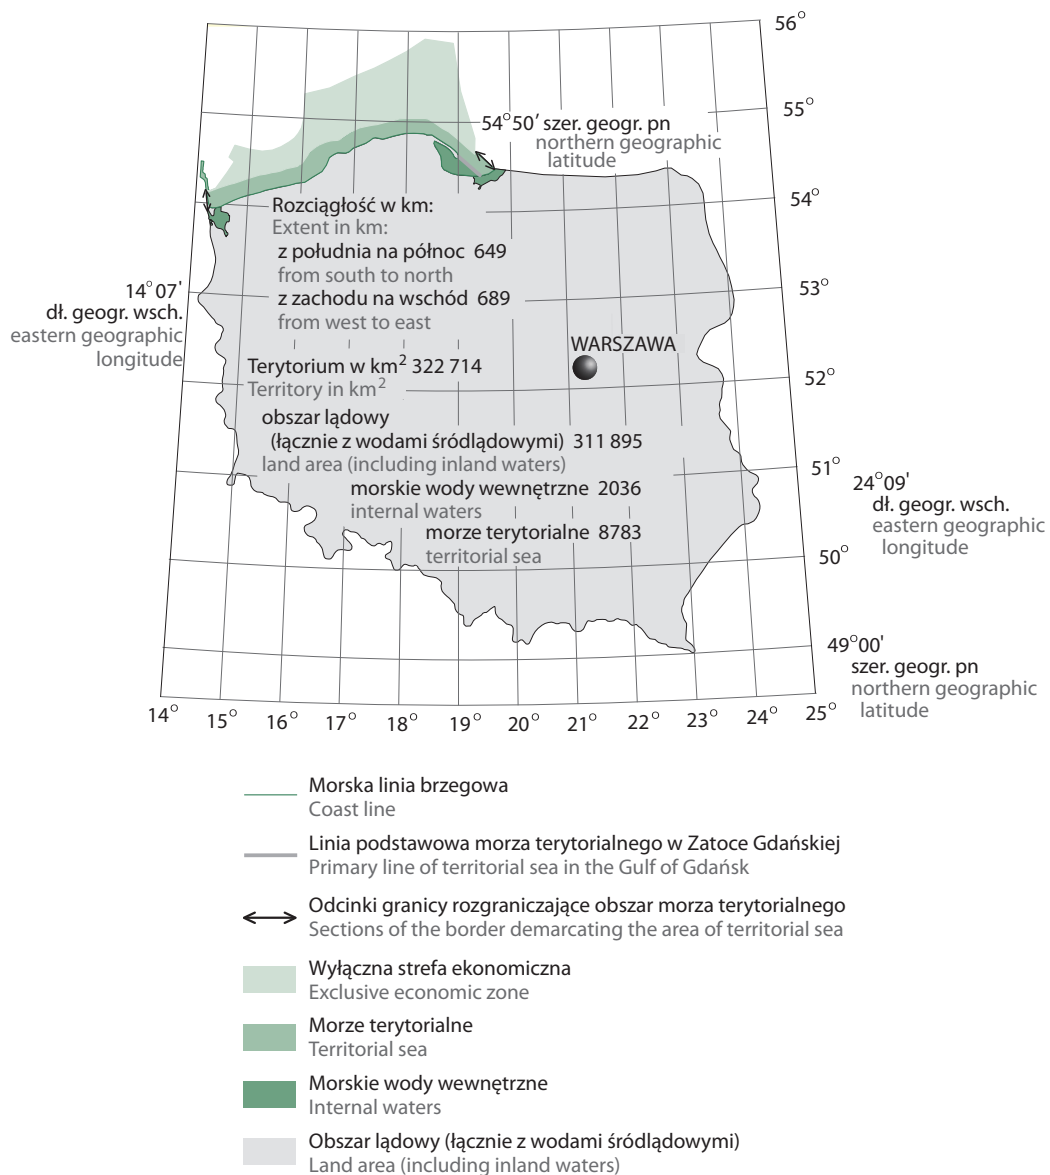 56°
55°
54°50′ szer. geogr. pn
northern geographic
latitude
54°
Rozciągłość w km:
Extent in km:
z południa na północ 649
from south to north
z zachodu na wschód 689
from west to east
14°07'
dł. geogr. wsch.
eastern geographic
longitude
53°
WARSZAWA
Terytorium w km² 322 714
Territory in km²
52°
obszar lądowy
(łącznie z wodami śródlądowymi) 311 895
land area (including inland waters)
51°
morskie wody wewnętrzne 2036
internal waters
24°09'
dł. geogr. wsch.
eastern geographic
longitude
morze terytorialne 8783
territorial sea
50°
49°00'
szer. geogr. pn
northern geographic
latitude
14° 15° 16° 17° 18° 19° 20° 21° 22° 23° 24° 25°
Morska linia brzegowa
Coast line
Linia podstawowa morza terytorialnego w Zatoce Gdańskiej
Primary line of territorial sea in the Gulf of Gdańsk
Odcinki granicy rozgraniczające obszar morza terytorialnego
Sections of the border demarcating the area of territorial sea
Wyłączna strefa ekonomiczna
Exclusive economic zone
Morze terytorialne
Territorial sea
Morskie wody wewnętrzne
Internal waters
Obszar lądowy (łącznie z wodami śródlądowymi)
Land area (including inland waters)